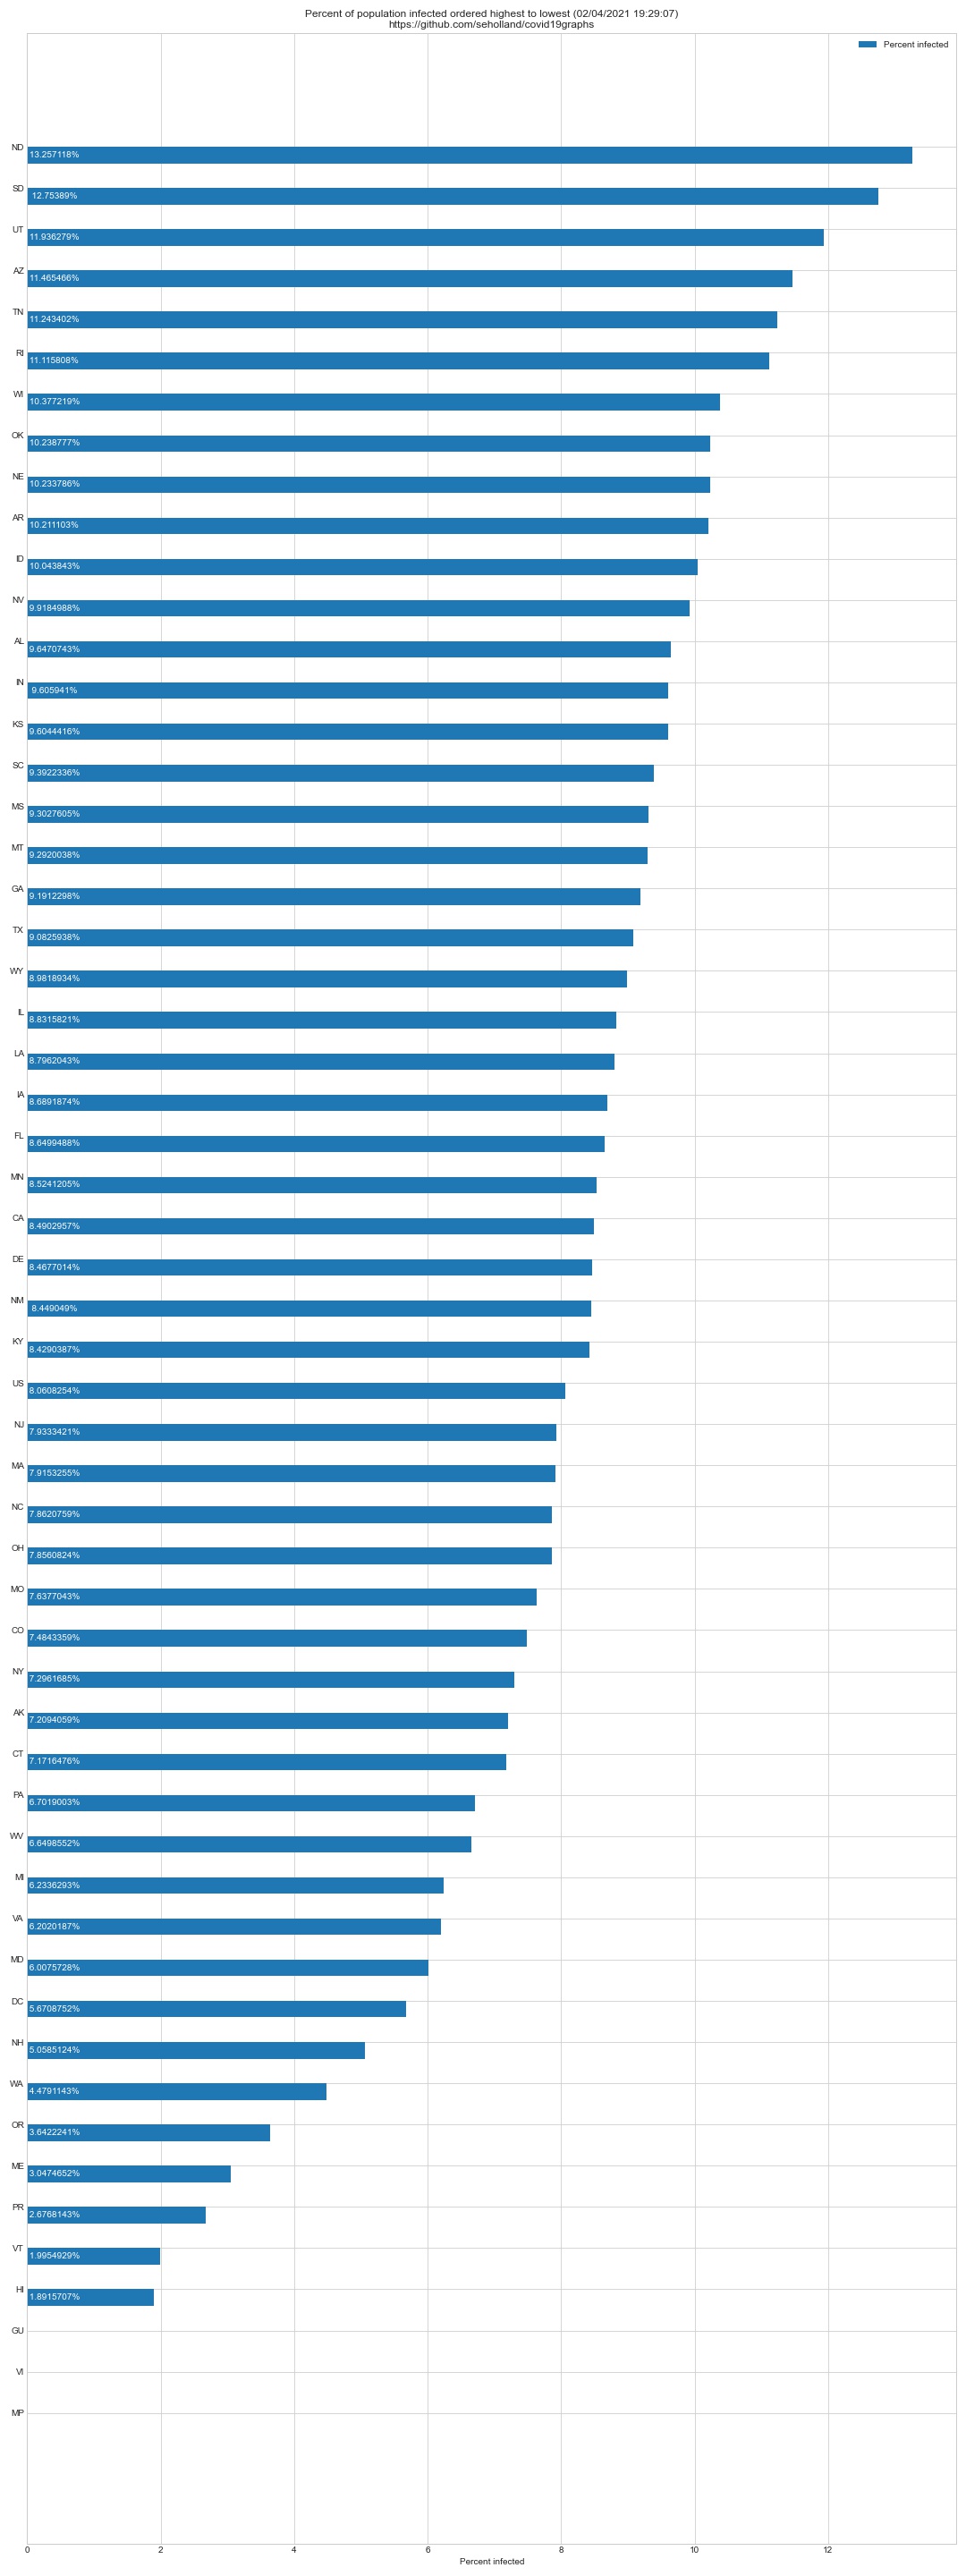 Percent of population infected ordered highest to lowest (02/04/2021 19:29:07)
https://github.com/seholland/covid19graphs
Percent infected
ND 13.257118%
SD 12.75389%
UT 11.936279%
AZ 11.465466%
TN 11.243402%
RI 11.115808%
WI 10.377219%
OK 10.238777%
NE 10.233786%
AR 10.211103%
ID 10.043843%
NV 9.9184988%
AL 9.6470743%
IN 9.605941%
KS 9.6044416%
SC 9.3922336%
MS 9.3027605%
MT 9.2920038%
GA 9.1912298%
TX 9.0825938%
WY 8.9818934%
IL 8.8315821%
LA 8.7962043%
IA 8.6891874%
FL 8.6499488%
MN 8.5241205%
CA 8.4902957%
DE 8.4677014%
NM 8.449049%
KY 8.4290387%
US 8.0608254%
NJ 7.9333421%
MA 7.9153255%
NC 7.8620759%
OH 7.8560824%
MO 7.6377043%
CO 7.4843359%
NY 7.2961685%
AK 7.2094059%
CT 7.1716476%
PA 6.7019003%
WV 6.6498552%
MI 6.2336293%
VA 6.2020187%
MD 6.0075728%
DC 5.6708752%
NH 5.0585124%
WA 4.4791143%
OR 3.6422241%
ME 3.0474652%
PR 2.6768143%
VT 1.9954929%
HI 1.8915707%
GU
VI
MP
0 2 4 6 8 10 12
Percent infected